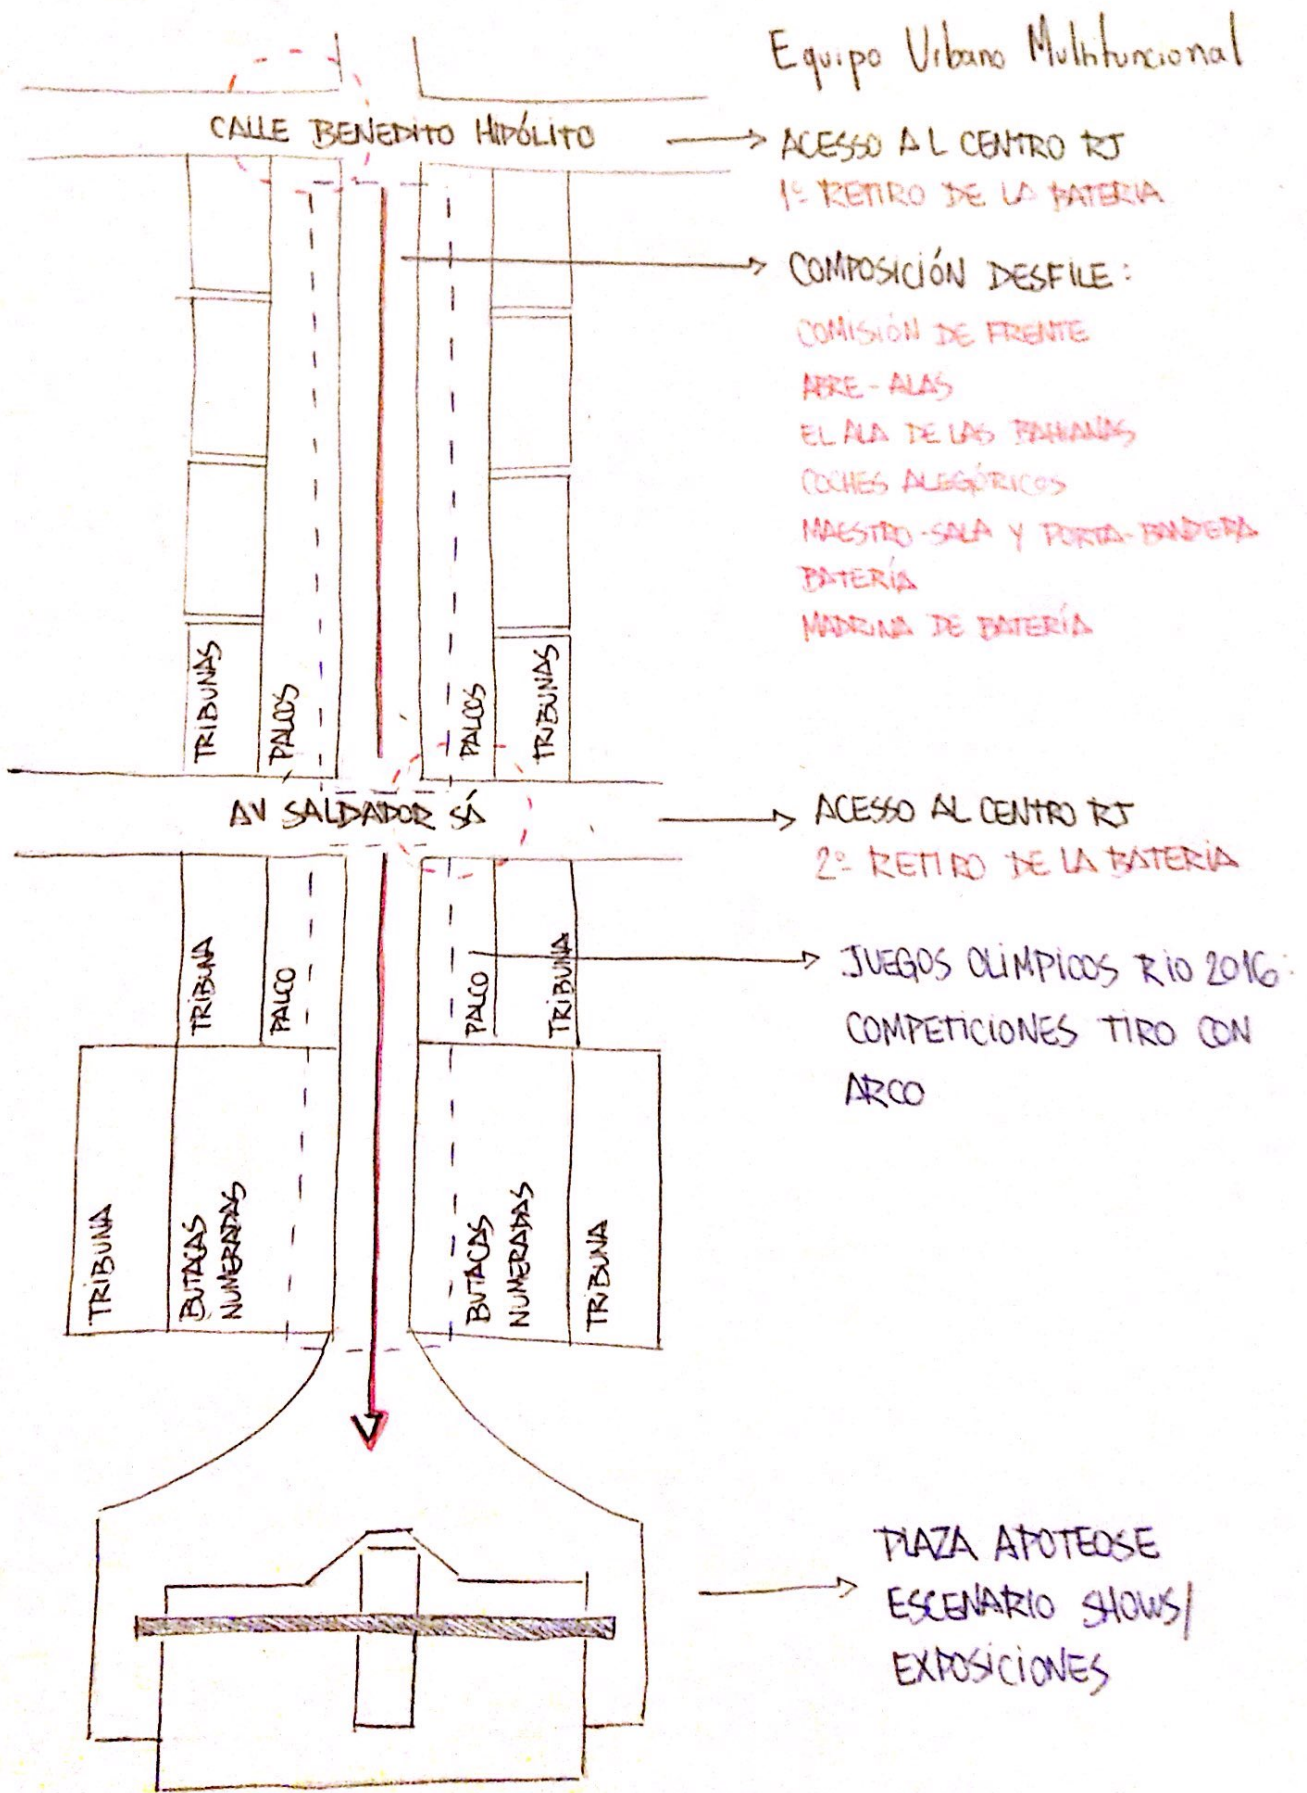 Equipo Urbano Multifuncional
CALLE BENEDITO HIPÓLITO
ACESSO AL CENTRO RJ
1º RETIRO DE LA BATERIA
COMPOSICIÓN DESFILE:
COMISIÓN DE FRENTE
ABRE-ALAS
EL ALA DE LAS BAHIANAS
COCHES ALEGÓRICOS
MAESTRO-SALA Y PORTA-BANDERA
BATERÍA
MADRINA DE BATERÍA
TRIBUNAS
PALCOS
PALCOS
TRIBUNAS
AV SALDADOR SÁ
ACESSO AL CENTRO RJ
2º RETIRO DE LA BATERIA
TRIBUNA
PALCO
PALCO
TRIBUNA
JUEGOS OLIMPICOS RIO 2016:
COMPETICIONES TIRO CON
ARCO
TRIBUNA
BUTACAS
NUMERADAS
BUTACAS
NUMERADAS
TRIBUNA
PLAZA APOTEOSE
ESCENARIO SHOWS/
EXPOSICIONES